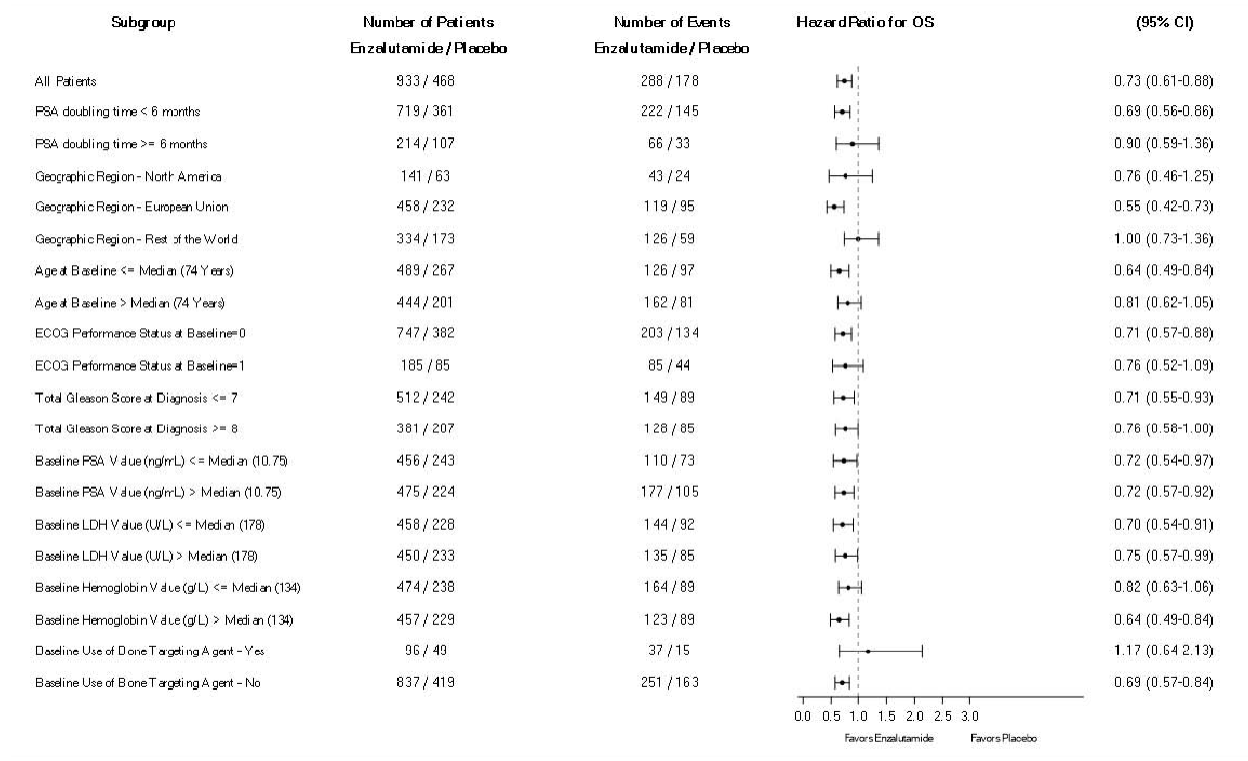 Subgroup Number of Patients Number of Events Hazard Ratio for OS (95% CI)
Enzalutamide / Placebo Enzalutamide / Placebo
All Patients 933 / 468 288 / 178 0.73 (0.61-0.88)
PSA doubling time < 6 months 719 / 361 222 / 145 0.69 (0.56-0.86)
PSA doubling time >= 6 months 214 / 107 66 / 33 0.90 (0.59-1.36)
Geographic Region - North America 141 / 63 43 / 24 0.76 (0.46-1.25)
Geographic Region - European Union 458 / 232 119 / 95 0.55 (0.42-0.73)
Geographic Region - Rest of the World 334 / 173 126 / 59 1.00 (0.73-1.36)
Age at Baseline <= Median (74 Years) 489 / 267 126 / 97 0.64 (0.49-0.84)
Age at Baseline > Median (74 Years) 444 / 201 162 / 81 0.81 (0.62-1.05)
ECOG Performance Status at Baseline=0 747 / 382 203 / 134 0.71 (0.57-0.88)
ECOG Performance Status at Baseline=1 185 / 85 85 / 44 0.76 (0.52-1.09)
Total Gleason Score at Diagnosis <= 7 512 / 242 149 / 89 0.71 (0.55-0.93)
Total Gleason Score at Diagnosis >= 8 381 / 207 128 / 85 0.76 (0.58-1.00)
Baseline PSA Value (ng/mL) <= Median (10.75) 456 / 243 110 / 73 0.72 (0.54-0.97)
Baseline PSA Value (ng/mL) > Median (10.75) 475 / 224 177 / 105 0.72 (0.57-0.92)
Baseline LDH Value (U/L) <= Median (178) 458 / 228 144 / 92 0.70 (0.54-0.91)
Baseline LDH Value (U/L) > Median (178) 450 / 233 135 / 85 0.75 (0.57-0.99)
Baseline Hemoglobin Value (g/L) <= Median (134) 474 / 238 164 / 89 0.82 (0.63-1.06)
Baseline Hemoglobin Value (g/L) > Median (134) 457 / 229 123 / 89 0.64 (0.49-0.84)
Baseline Use of Bone Targeting Agent - Yes 96 / 49 37 / 15 1.17 (0.64 2.13)
Baseline Use of Bone Targeting Agent - No 837 / 419 251 / 163 0.69 (0.57-0.84)
0.0 0.5 1.0 1.5 2.0 2.5 3.0
Favors Enzalutamide Favors Placebo